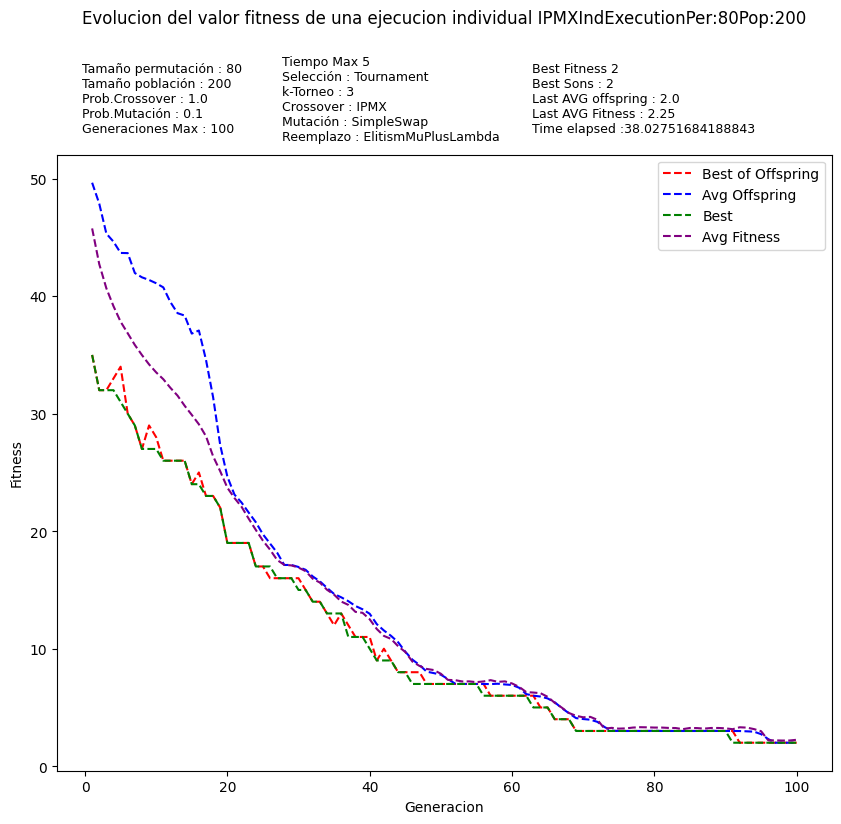 Evolucion del valor fitness de una ejecucion individual IPMXIndExecutionPer:80Pop:200
Tamaño permutación : 80
Tamaño población : 200
Prob.Crossover : 1.0
Prob.Mutación : 0.1
Generaciones Max : 100
Tiempo Max 5
Selección : Tournament
k-Torneo : 3
Crossover : IPMX
Mutación : SimpleSwap
Reemplazo : ElitismMuPlusLambda
Best Fitness 2
Best Sons : 2
Last AVG offspring : 2.0
Last AVG Fitness : 2.25
Time elapsed :38.02751684188843
Best of Offspring
Avg Offspring
Best
Avg Fitness
50
40
30
20
10
0
Fitness
0 20 40 60 80 100
Generacion